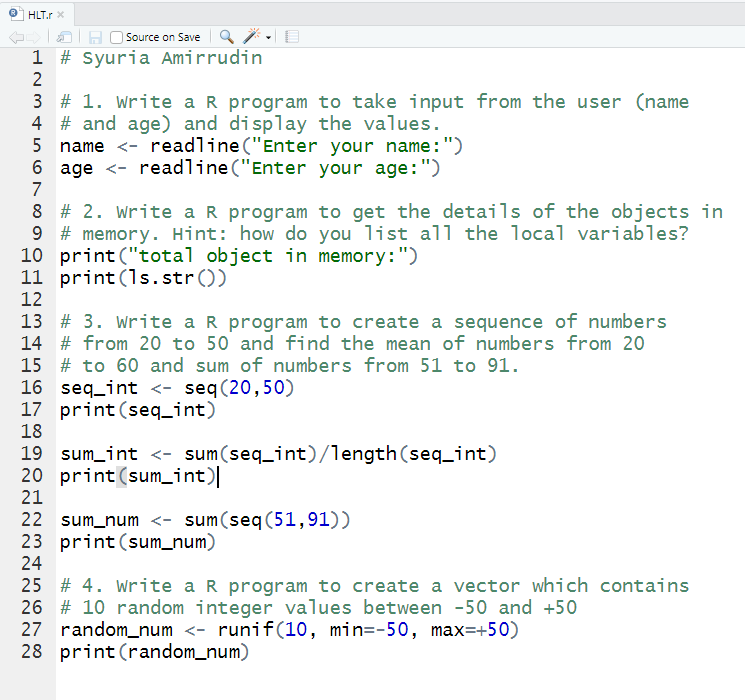 HLT.r
Source on Save
1 # Syuria Amirrudin
2
3 # 1. Write a R program to take input from the user (name
4 # and age) and display the values.
5 name <- readline("Enter your name:")
6 age <- readline("Enter your age:")
7
8 # 2. Write a R program to get the details of the objects in
9 # memory. Hint: how do you list all the local variables?
10 print("total object in memory:")
11 print(ls.str())
12
13 # 3. Write a R program to create a sequence of numbers
14 # from 20 to 50 and find the mean of numbers from 20
15 # to 60 and sum of numbers from 51 to 91.
16 seq_int <- seq(20,50)
17 print(seq_int)
18
19 sum_int <- sum(seq_int)/length(seq_int)
20 print(sum_int)
21
22 sum_num <- sum(seq(51,91))
23 print(sum_num)
24
25 # 4. Write a R program to create a vector which contains
26 # 10 random integer values between -50 and +50
27 random_num <- runif(10, min=-50, max=+50)
28 print(random_num)